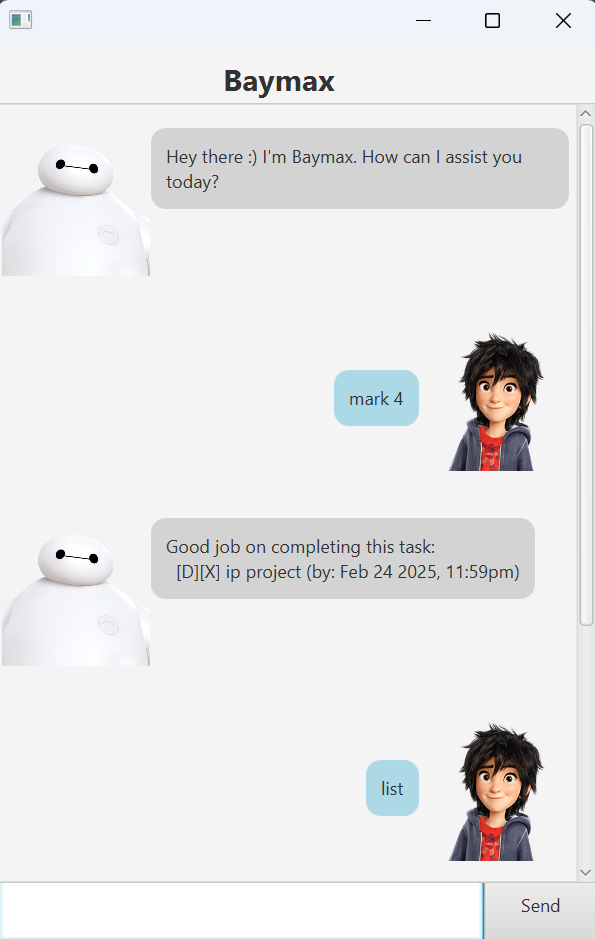 Baymax
Hey there :) I'm Baymax. How can I assist you
today?
mark 4
Good job on completing this task:
[D][X] ip project (by: Feb 24 2025, 11:59pm)
list
Send